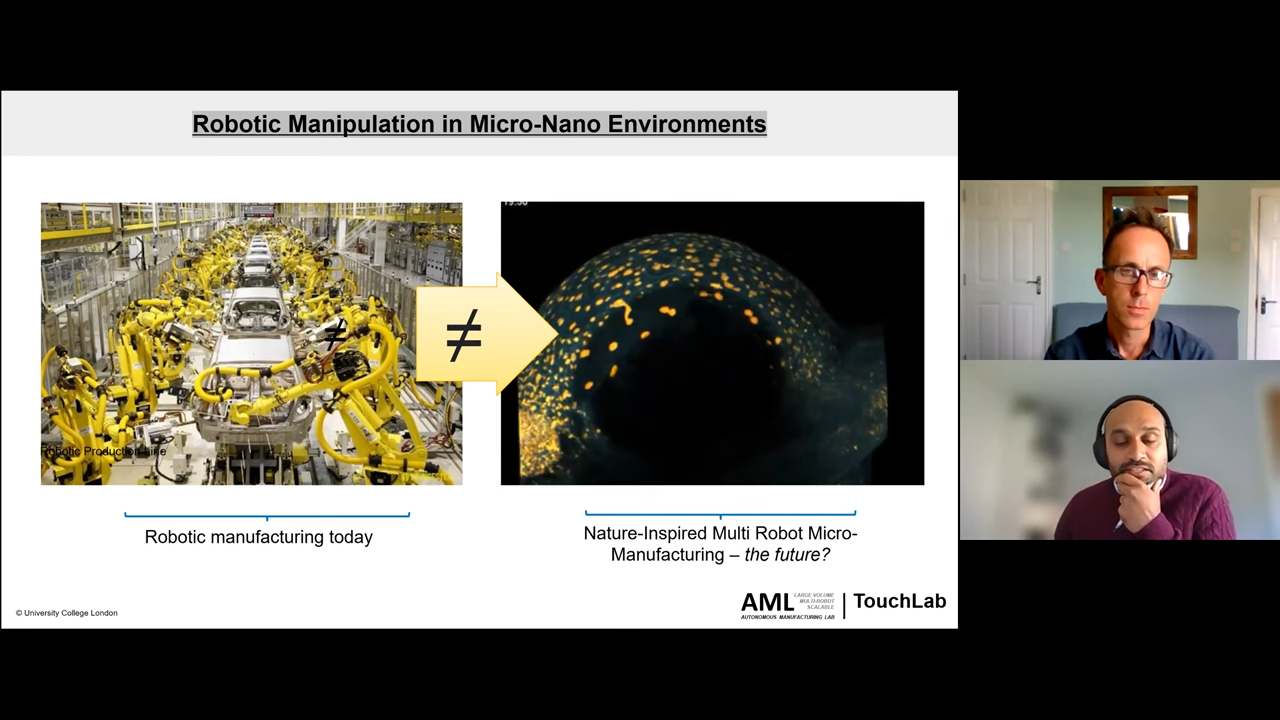 Robotic Manipulation in Micro-Nano Environments
≠
≠
Robotic Production Line
Robotic manufacturing today
Nature-Inspired Multi Robot Micro-
Manufacturing – the future?
© University College London
AML
LARGE VOLUME
MULTI-ROBOT
SCALABLE
AUTONOMOUS MANUFACTURING LAB
TouchLab